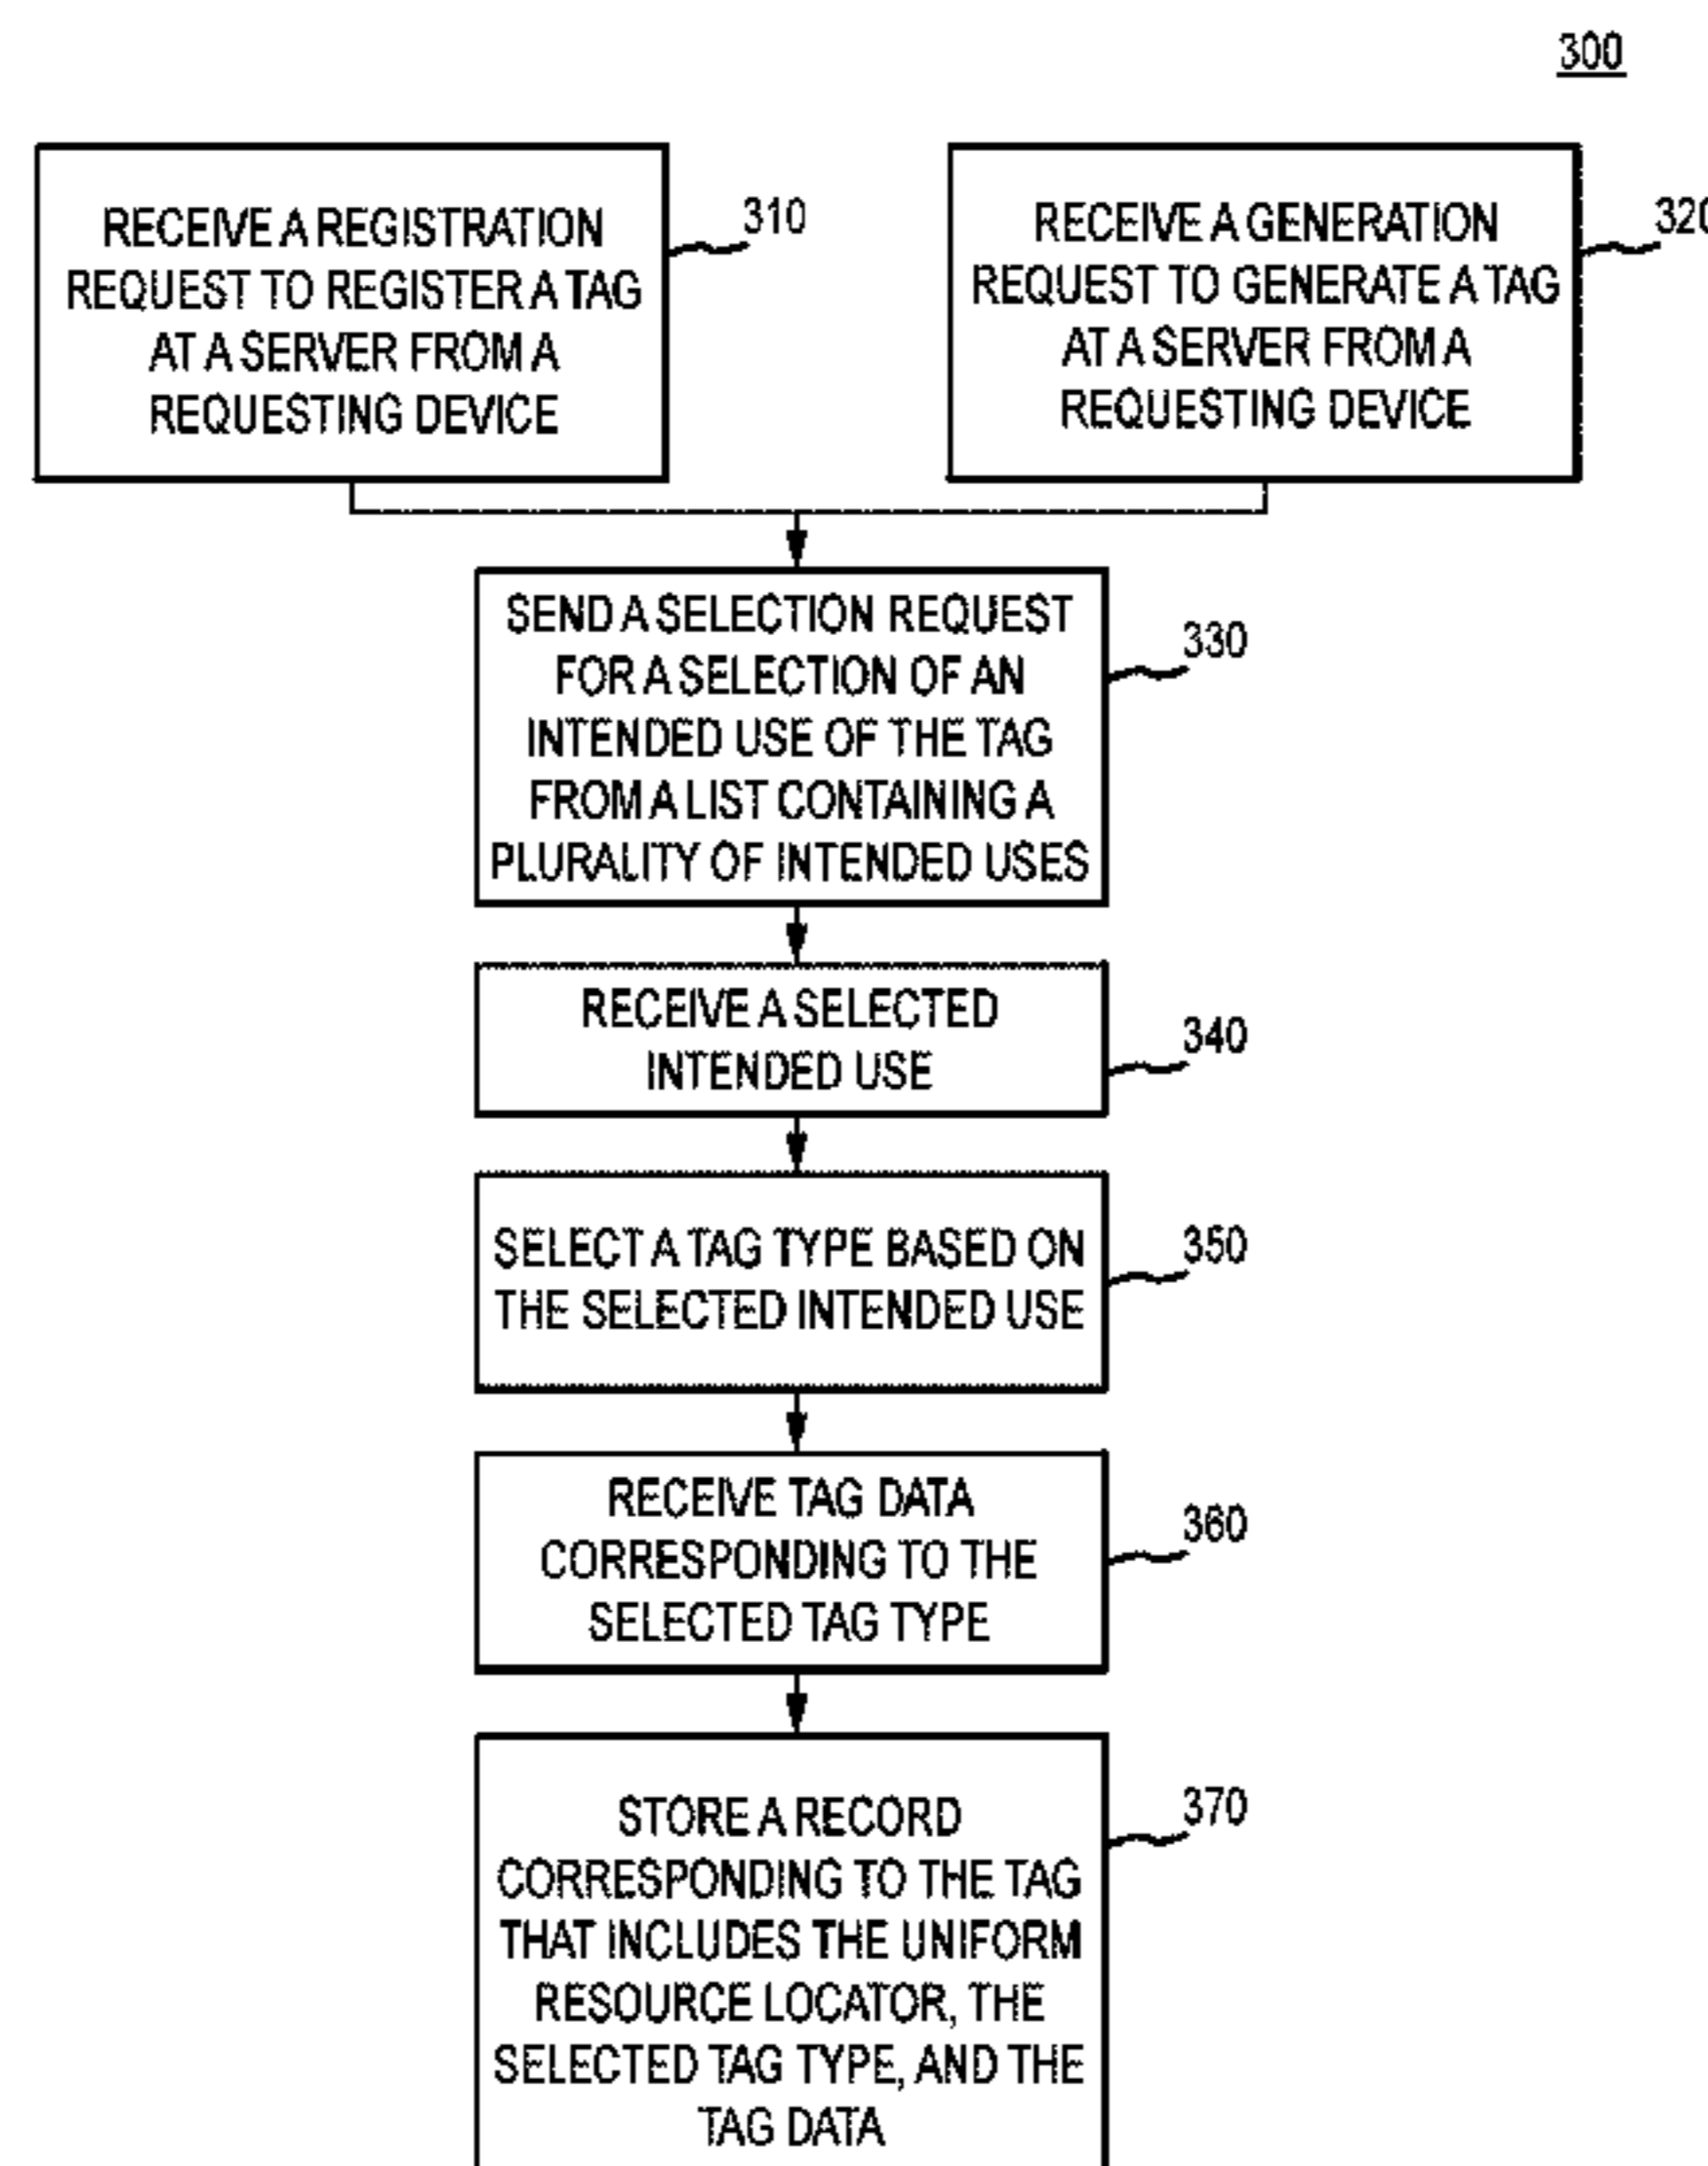 300
RECEIVE A REGISTRATION
REQUEST TO REGISTER A TAG
AT A SERVER FROM A
REQUESTING DEVICE
310
RECEIVE A GENERATION
REQUEST TO GENERATE A TAG
AT A SERVER FROM A
REQUESTING DEVICE
320
SEND A SELECTION REQUEST
FOR A SELECTION OF AN
INTENDED USE OF THE TAG
FROM A LIST CONTAINING A
PLURALITY OF INTENDED USES
330
RECEIVE A SELECTED
INTENDED USE
340
SELECT A TAG TYPE BASED ON
THE SELECTED INTENDED USE
350
RECEIVE TAG DATA
CORRESPONDING TO THE
SELECTED TAG TYPE
360
STORE A RECORD
CORRESPONDING TO THE TAG
THAT INCLUDES THE UNIFORM
RESOURCE LOCATOR, THE
SELECTED TAG TYPE, AND THE
TAG DATA
370